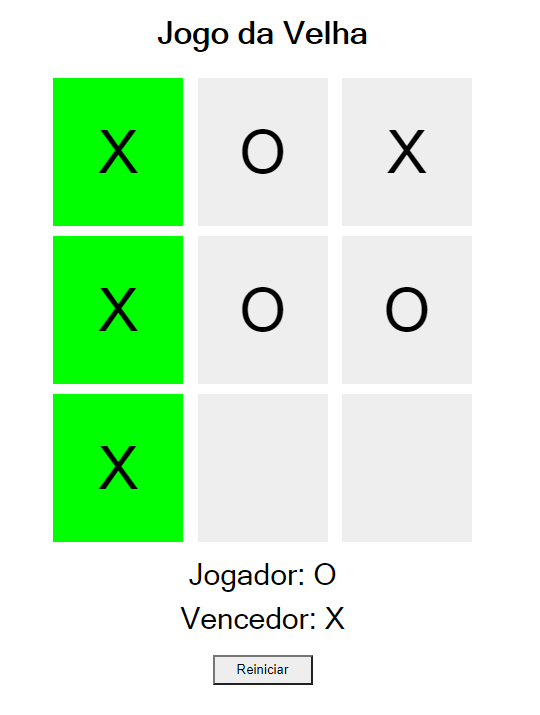 Jogo da Velha
X O X
X O O
X
Jogador: O
Vencedor: X
Reiniciar